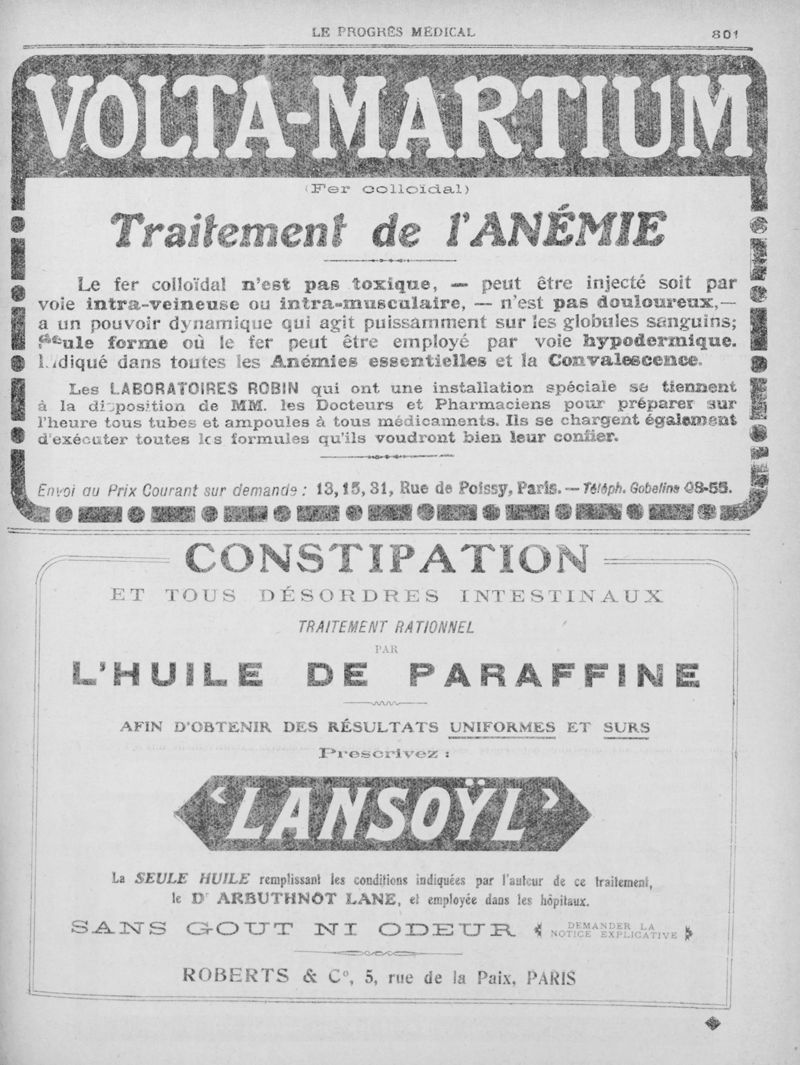 LE PROGRÈS MÉDICAL
801
VOLTA-MARTIUM
(Fer colloïdal)
Traitement de l'ANÉMIE
Le fer colloïdal n'est pas toxique, — peut être injecté soit par
voie intra-veineuse ou intra-musculaire, — n'est pas douloureux,—
a un pouvoir dynamique qui agit puissamment sur les globules sanguins;
seule forme où le fer peut être employé par voie hypodermique.
Indiqué dans toutes les Anémies essentielles et la Convalescence.
Les LABORATOIRES ROBIN qui ont une installation spéciale se tiennent
à la disposition de MM. les Docteurs et Pharmaciens pour préparer sur
l'heure tous tubes et ampoules à tous médicaments. Ils se chargent également
d'exécuter toutes les formules qu'ils voudront bien leur confier.
Envoi au Prix Courant sur demande : 13, 15, 31, Rue de Poissy, Paris. — Téléph. Gobelins 08-55.
CONSTIPATION
ET TOUS DÉSORDRES INTESTINAUX
TRAITEMENT RATIONNEL
PAR
L'HUILE DE PARAFFINE
AFIN D'OBTENIR DES RÉSULTATS UNIFORMES ET SURS
Prescrivez :
‹LANSOŸL›
La SEULE HUILE remplissant les conditions indiquées par l'auteur de ce traitement,
le Dr ARBUTHNOT LANE, et employée dans les hôpitaux.
SANS GOUT NI ODEUR
DEMANDER LA
NOTICE EXPLICATIVE
ROBERTS & Co, 5, rue de la Paix, PARIS